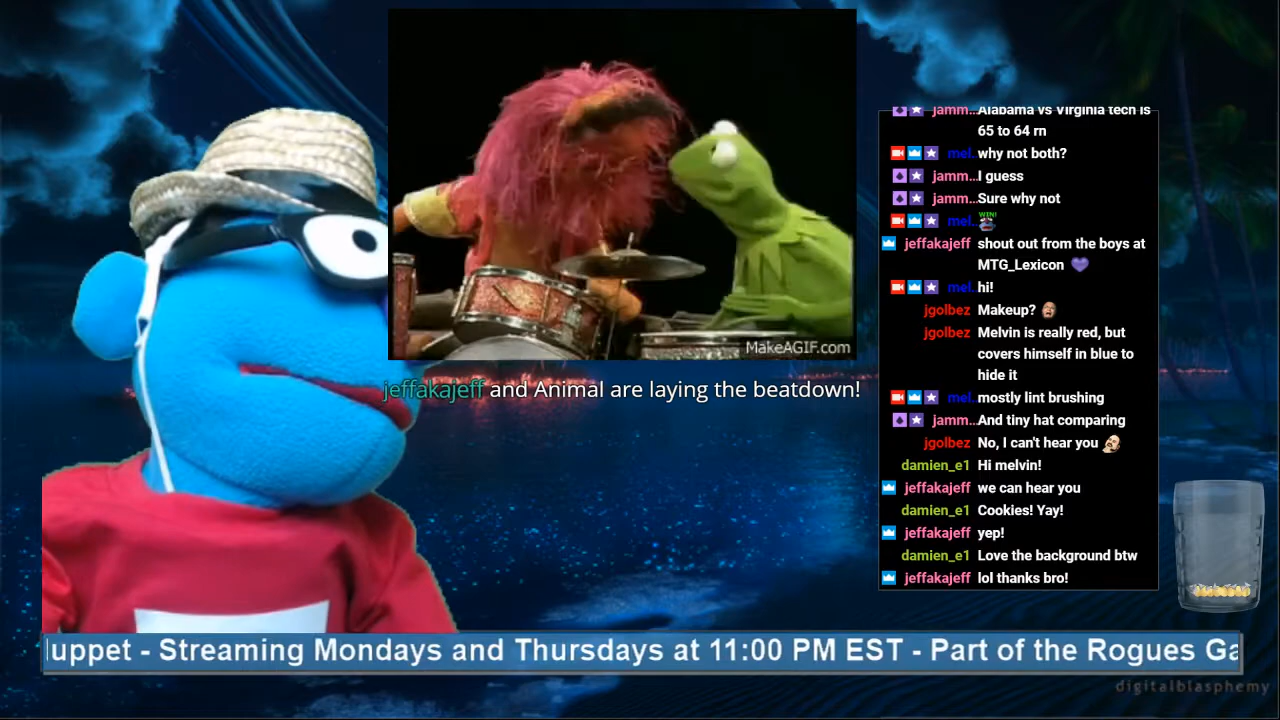 MakeAGIF.com
jeffakajeff and Animal are laying the beatdown!
jamm... Alabama vs Virginia tech is
65 to 64 rn
mel.. why not both?
jamm... I guess
jamm... Sure why not
mel.. WIN!
jeffakajeff shout out from the boys at
MTG_Lexicon
mel.. hi!
jgolbez Makeup?
jgolbez Melvin is really red, but
covers himself in blue to
hide it
mel.. mostly lint brushing
jamm... And tiny hat comparing
jgolbez No, I can't hear you
damien_e1 Hi melvin!
jeffakajeff we can hear you
damien_e1 Cookies! Yay!
jeffakajeff yep!
damien_e1 Love the background btw
jeffakajeff lol thanks bro!
uppet - Streaming Mondays and Thursdays at 11:00 PM EST - Part of the Rogues Ga
digitalblasphemy